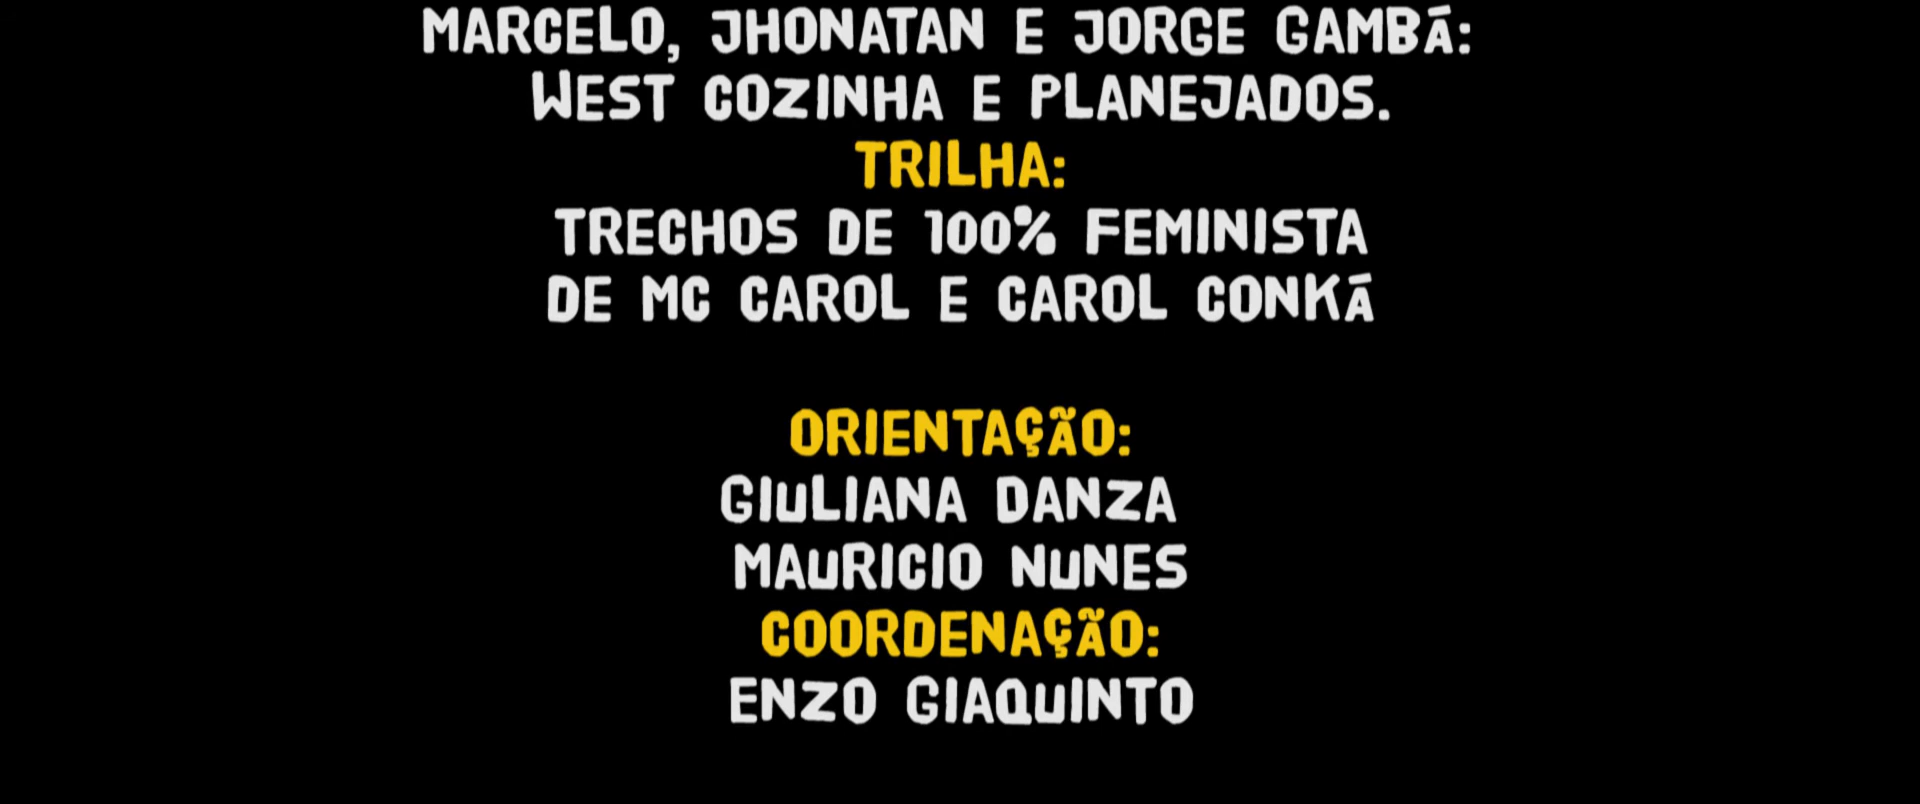 MARCELO, JHONATAN E JORGE GAMBÁ:
WEST COZINHA E PLANEJADOS.
TRILHA:
TRECHOS DE 100% FEMINISTA
DE MC CAROL E CAROL CONKÁ
ORIENTAÇÃO:
GIULIANA DANZA
MAURICIO NUNES
COORDENAÇÃO:
ENZO GIAQUINTO